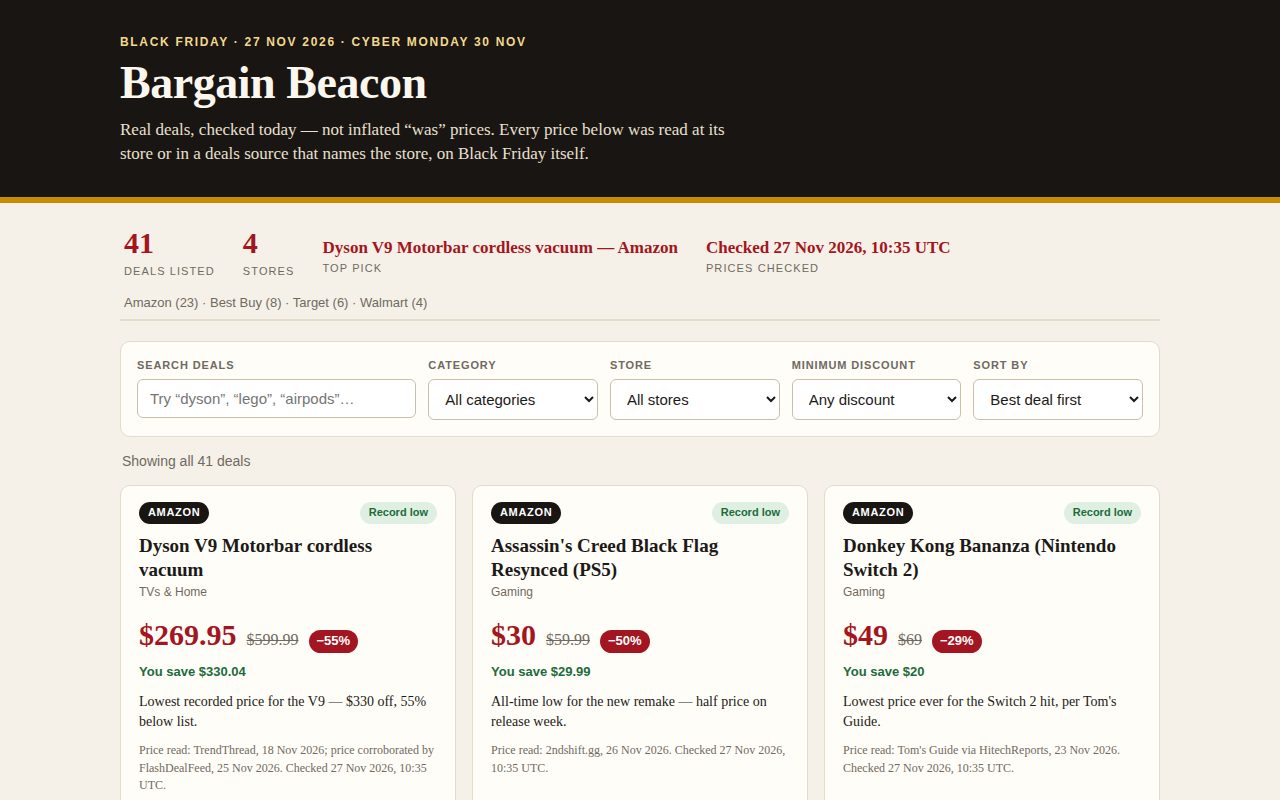 BLACK FRIDAY · 27 NOV 2026 · CYBER MONDAY 30 NOV
Bargain Beacon
Real deals, checked today — not inflated “was” prices. Every price below was read at its
store or in a deals source that names the store, on Black Friday itself.
41
DEALS LISTED
4
STORES
Dyson V9 Motorbar cordless vacuum — Amazon
TOP PICK
Checked 27 Nov 2026, 10:35 UTC
PRICES CHECKED
Amazon (23) · Best Buy (8) · Target (6) · Walmart (4)
SEARCH DEALS
Try “dyson”, “lego”, “airpods”…
CATEGORY
All categories
STORE
All stores
MINIMUM DISCOUNT
Any discount
SORT BY
Best deal first
Showing all 41 deals
AMAZON
Record low
Dyson V9 Motorbar cordless
vacuum
TVs & Home
$269.95 $599.99 −55%
You save $330.04
Lowest recorded price for the V9 — $330 off, 55%
below list.
Price read: TrendThread, 18 Nov 2026; price corroborated by
FlashDealFeed, 25 Nov 2026. Checked 27 Nov 2026, 10:35
UTC.
AMAZON
Record low
Assassin's Creed Black Flag
Resynced (PS5)
Gaming
$30 $59.99 −50%
You save $29.99
All-time low for the new remake — half price on
release week.
Price read: 2ndshift.gg, 26 Nov 2026. Checked 27 Nov 2026,
10:35 UTC.
AMAZON
Record low
Donkey Kong Bananza (Nintendo
Switch 2)
Gaming
$49 $69 −29%
You save $20
Lowest price ever for the Switch 2 hit, per Tom's
Guide.
Price read: Tom's Guide via HitechReports, 23 Nov 2026.
Checked 27 Nov 2026, 10:35 UTC.